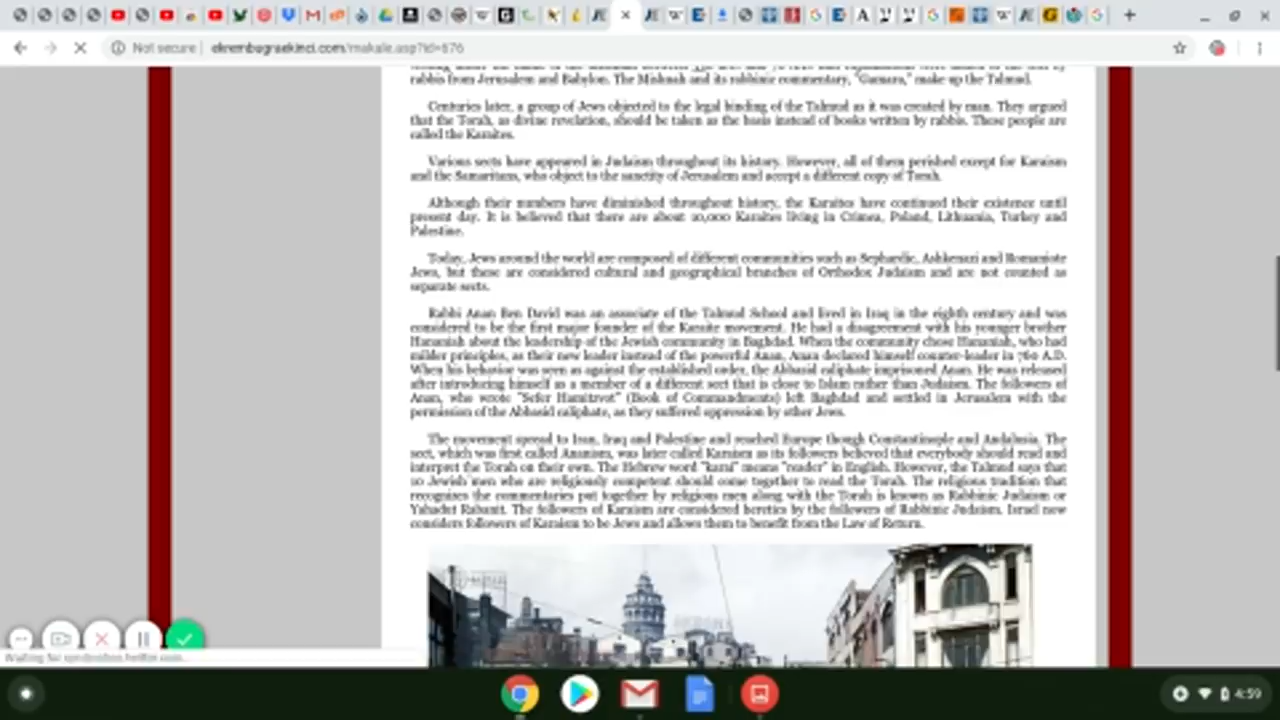 Not secure | ekrembugraekinci.com/makale.asp?id=676
rabbis from Jerusalem and Babylon. The Mishnah and its rabbinic commentary, "Gamara," make up the Talmud.
Centuries later, a group of Jews objected to the legal binding of the Talmud as it was created by man. They argued
that the Torah, as divine revelation, should be taken as the basis instead of books written by rabbis. These people are
called the Karaites.
Various sects have appeared in Judaism throughout its history. However, all of them perished except for Karaism
and the Samaritans, who object to the sanctity of Jerusalem and accept a different copy of Torah.
Although their numbers have diminished throughout history, the Karaites have continued their existence until
present day. It is believed that there are about 10,000 Karaites living in Crimea, Poland, Lithuania, Turkey and
Palestine.
Today, Jews around the world are composed of different communities such as Sephardic, Ashkenazi and Romaniote
Jews, but these are considered cultural and geographical branches of Orthodox Judaism and are not counted as
separate sects.
Rabbi Anan Ben David was an associate of the Talmud School and lived in Iraq in the eighth century and was
considered to be the first major founder of the Karaite movement. He had a disagreement with his younger brother
Hananiah about the leadership of the Jewish community in Baghdad. When the community chose Hananiah, who had
milder principles, as their new leader instead of the powerful Anan, Anan declared himself counter-leader in 760 A.D.
When his behavior was seen as against the established order, the Abbasid caliphate imprisoned Anan. He was released
after introducing himself as a member of a different sect that is close to Islam rather than Judaism. The followers of
Anan, who wrote "Sefer Hamitzvot" (Book of Commandments) left Baghdad and settled in Jerusalem with the
permission of the Abbasid caliphate, as they suffered oppression by other Jews.
The movement spread to Iran, Iraq and Palestine and reached Europe though Constantinople and Andalusia. The
sect, which was first called Ananism, was later called Karaism as its followers believed that everybody should read and
interpret the Torah on their own. The Hebrew word "karai" means "reader" in English. However, the Talmud says that
10 Jewish men who are religiously competent should come together to read the Torah. The religious tradition that
recognizes the commentaries put together by religious men along with the Torah is known as Rabbinic Judaism or
Yahadut Rabanit. The followers of Karaism are considered heretics by the followers of Rabbinic Judaism. Israel now
considers followers of Karaism to be Jews and allows them to benefit from the Law of Return.
4:59